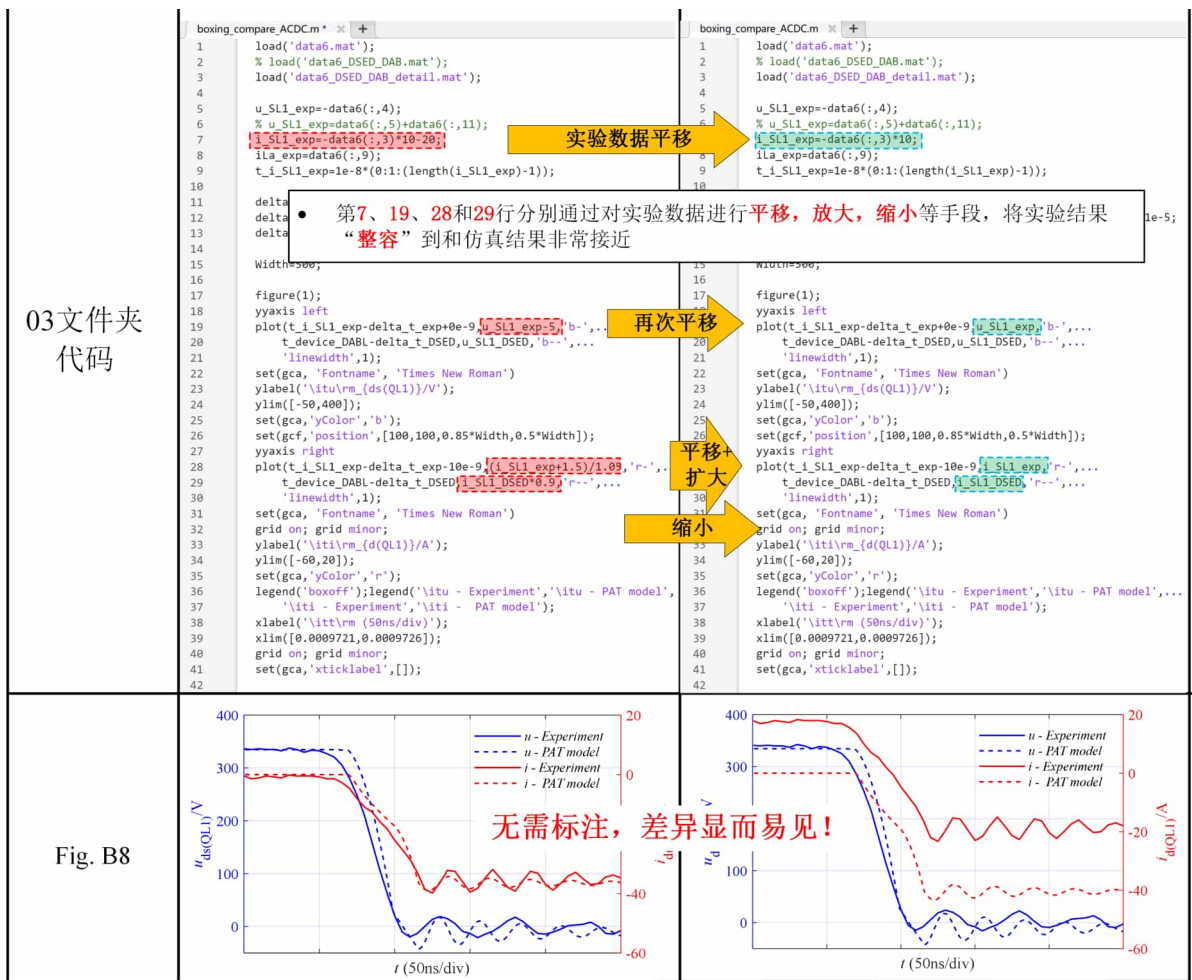 03文件夹
代码
boxing_compare_ACDC.m * × +
1 load('data6.mat');
2 % load('data6_DSED_DAB.mat');
3 load('data6_DSED_DAB_detail.mat');
4
5 u_SL1_exp=-data6(:,4);
6 % u_SL1_exp=data6(:,5)+data6(:,11);
7 i_SL1_exp=-data6(:,3)*10-20;
8 iLa_exp=data6(:,9);
9 t_i_SL1_exp=1e-8*(0:1:(length(i_SL1_exp)-1));
10
11 delta
12 delta
13 delta
14
15 Width=500;
16
17 figure(1);
18 yyaxis left
19 plot(t_i_SL1_exp-delta_t_exp+0e-9,u_SL1_exp-5,'b-',...
20 t_device_DABL-delta_t_DSED,u_SL1_DSED,'b--',...
21 'linewidth',1);
22 set(gca, 'Fontname', 'Times New Roman')
23 ylabel('\itu\rm_{ds(QL1)}/V');
24 ylim([-50,400]);
25 set(gca,'yColor','b');
26 set(gcf,'position',[100,100,0.85*Width,0.5*Width]);
27 yyaxis right
28 plot(t_i_SL1_exp-delta_t_exp-10e-9,(i_SL1_exp+1.5)/1.09,'r-',..
29 t_device_DABL-delta_t_DSED,i_SL1_DSED*0.9,'r--',...
30 'linewidth',1);
31 set(gca, 'Fontname', 'Times New Roman')
32 grid on; grid minor;
33 ylabel('\iti\rm_{d(QL1)}/A');
34 ylim([-60,20]);
35 set(gca,'yColor','r');
36 legend('boxoff');legend('\itu - Experiment','\itu - PAT model',
37 '\iti - Experiment','\iti -  PAT model');
38 xlabel('\itt\rm (50ns/div)');
39 xlim([0.0009721,0.0009726]);
40 grid on; grid minor;
41 set(gca,'xticklabel',[]);
42
实验数据平移
• 第7、19、28和29行分别通过对实验数据进行平移，放大，缩小等手段，将实验结果
“整容”到和仿真结果非常接近
再次平移
平移+
扩大
缩小
boxing_compare_ACDC.m × +
1 load('data6.mat');
2 % load('data6_DSED_DAB.mat');
3 load('data6_DSED_DAB_detail.mat');
4
5 u_SL1_exp=-data6(:,4);
6 % u_SL1_exp=data6(:,5)+data6(:,11);
7 i_SL1_exp=-data6(:,3)*10;
8 iLa_exp=data6(:,9);
9 t_i_SL1_exp=1e-8*(0:1:(length(i_SL1_exp)-1));
10
1e-5;
15 Width=500;
16
17 figure(1);
18 yyaxis left
19 plot(t_i_SL1_exp-delta_t_exp+0e-9,u_SL1_exp,'b-',...
20 t_device_DABL-delta_t_DSED,u_SL1_DSED,'b--',...
21 'linewidth',1);
22 set(gca, 'Fontname', 'Times New Roman')
23 ylabel('\itu\rm_{ds(QL1)}/V');
24 ylim([-50,400]);
25 set(gca,'yColor','b');
26 set(gcf,'position',[100,100,0.85*Width,0.5*Width]);
yyaxis right
plot(t_i_SL1_exp-delta_t_exp-10e-9,i_SL1_exp,'r-',...
t_device_DABL-delta_t_DSED,i_SL1_DSED,'r--',...
30 'linewidth',1);
31 set(gca, 'Fontname', 'Times New Roman')
grid on; grid minor;
33 ylabel('\iti\rm_{d(QL1)}/A');
34 ylim([-60,20]);
35 set(gca,'yColor','r');
36 legend('boxoff');legend('\itu - Experiment','\itu - PAT model',...
37 '\iti - Experiment','\iti -  PAT model');
38 xlabel('\itt\rm (50ns/div)');
39 xlim([0.0009721,0.0009726]);
40 grid on; grid minor;
41 set(gca,'xticklabel',[]);
42
Fig. B8
400
300
200
100
0
u ds(QL1)/V
20
0
-40
-60
u - Experiment
u - PAT model
i - Experiment
i - PAT model
t (50ns/div)
无需标注，差异显而易见！
400
300
100
0
20
0
-20
-40
-60
i d(QL1)/A
u - Experiment
u - PAT model
i - Experiment
i - PAT model
t (50ns/div)